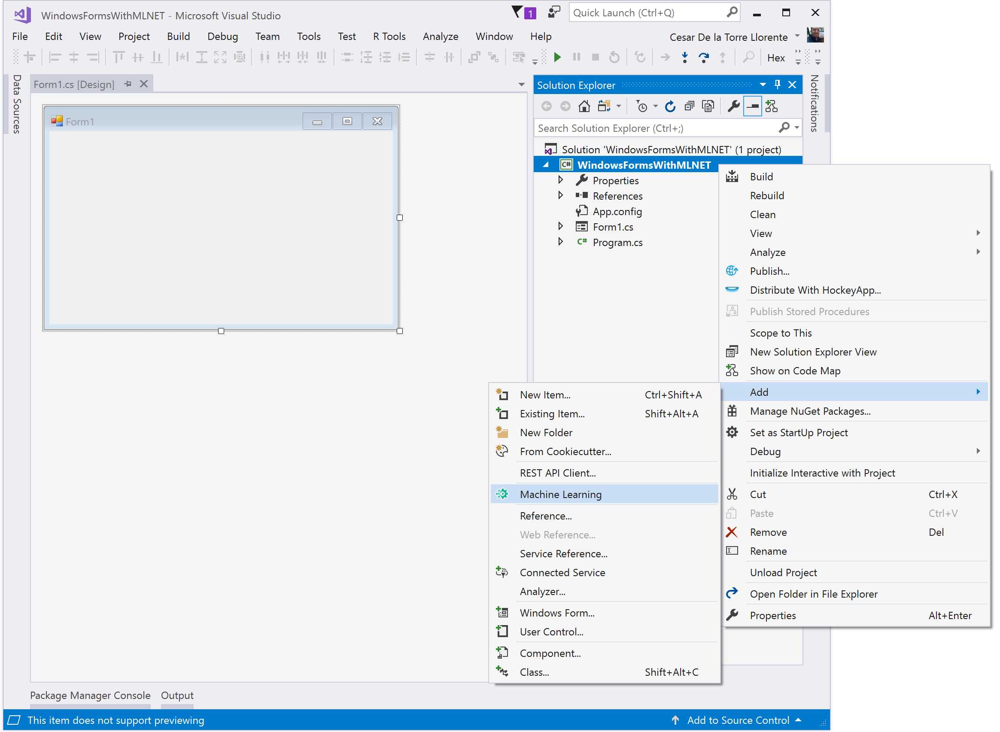 WindowsFormsWithMLNET - Microsoft Visual Studio
1
Quick Launch (Ctrl+Q)
File Edit View Project Build Debug Team Tools Test R Tools Analyze Window Help
Cesar De la Torre Llorente
Hex
Data Sources
Form1.cs [Design]
Form1
Solution Explorer
Search Solution Explorer (Ctrl+;)
Solution 'WindowsFormsWithMLNET' (1 project)
C# WindowsFormsWithMLNET
Properties
References
App.config
Form1.cs
C# Program.cs
Notifications
Build
Rebuild
Clean
View
Analyze
Publish...
Distribute With HockeyApp...
Publish Stored Procedures
Scope to This
New Solution Explorer View
Show on Code Map
Add
Manage NuGet Packages...
Set as StartUp Project
Debug
Initialize Interactive with Project
Cut Ctrl+X
Paste Ctrl+V
Remove Del
Rename
Unload Project
Open Folder in File Explorer
Properties Alt+Enter
New Item... Ctrl+Shift+A
Existing Item... Shift+Alt+A
New Folder
From Cookiecutter...
REST API Client...
Machine Learning
Reference...
Web Reference...
Service Reference...
Connected Service
Analyzer...
Windows Form...
User Control...
Component...
Class... Shift+Alt+C
Package Manager Console Output
This item does not support previewing
Add to Source Control